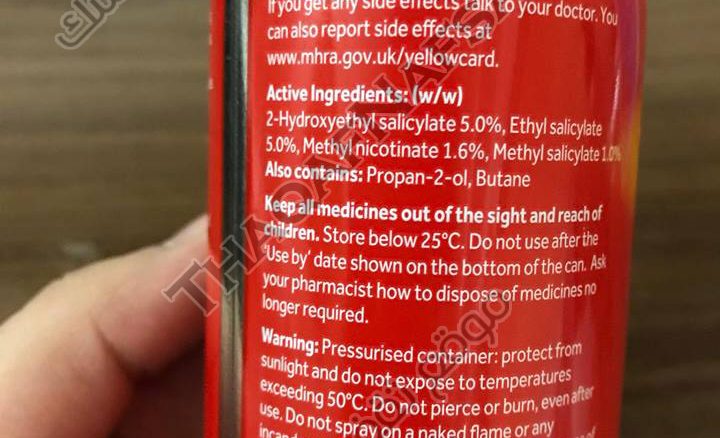 If you get any side effects talk to your doctor. You
can also report side effects at
www.mhra.gov.uk/yellowcard.
Active Ingredients: (w/w)
2-Hydroxyethyl salicylate 5.0%, Ethyl salicylate
5.0%, Methyl nicotinate 1.6%, Methyl salicylate 1.0%
Also contains: Propan-2-ol, Butane
Keep all medicines out of the sight and reach of
children. Store below 25°C. Do not use after the
'Use by' date shown on the bottom of the can. Ask
your pharmacist how to dispose of medicines no
longer required.
Warning: Pressurised container: protect from
sunlight and do not expose to temperatures
exceeding 50°C. Do not pierce or burn, even after
use. Do not spray on a naked flame or any